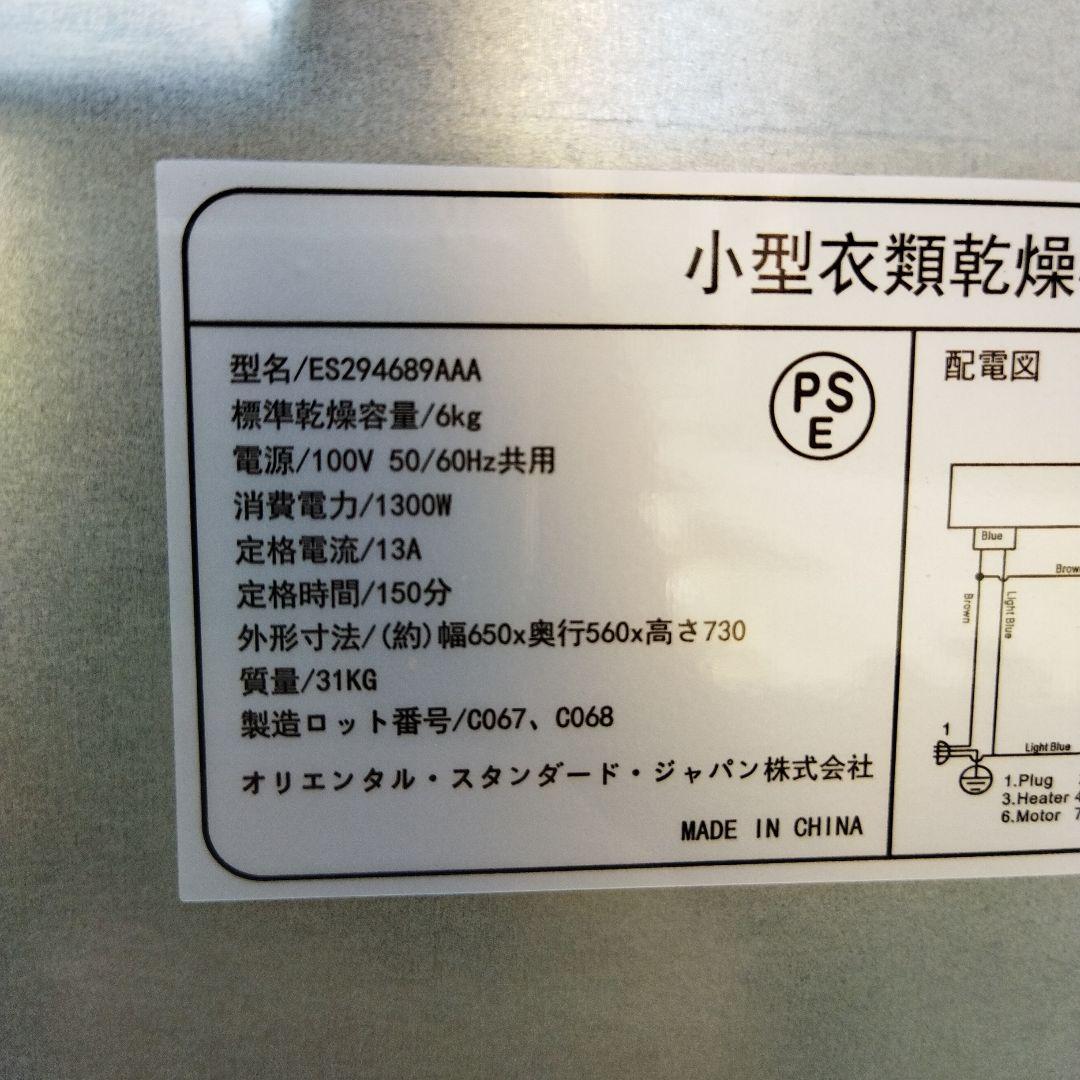 小型衣類乾燥
型名/ES294689AAA
標準乾燥容量/6kg
電源/100V 50/60Hz共用
消費電力/1300W
定格電流/13A
定格時間/150分
外形寸法/(約)幅650x奥行560x高さ730
質量/31KG
製造ロット番号/C067、C068
オリエンタル・スタンダード・ジャパン株式会社
MADE IN CHINA
PS
E
配電図
Blue
Brow
Brown
Light Blue
1
Light Blue
1.Plug
3.Heater
6.Motor